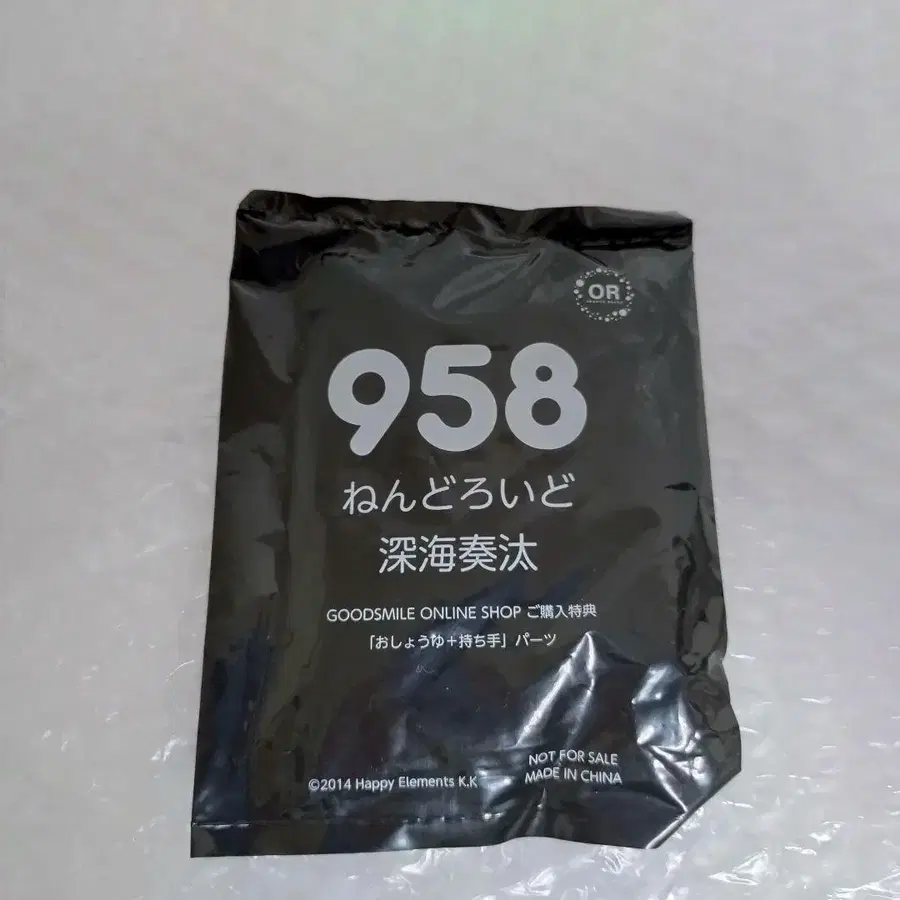 OR
958
ねんどろいど
深海奏汰
GOODSMILE ONLINE SHOP ご購入特典
「おしょうゆ+持ち手」パーツ
©2014 Happy Elements K.K
NOT FOR SALE
MADE IN CHINA